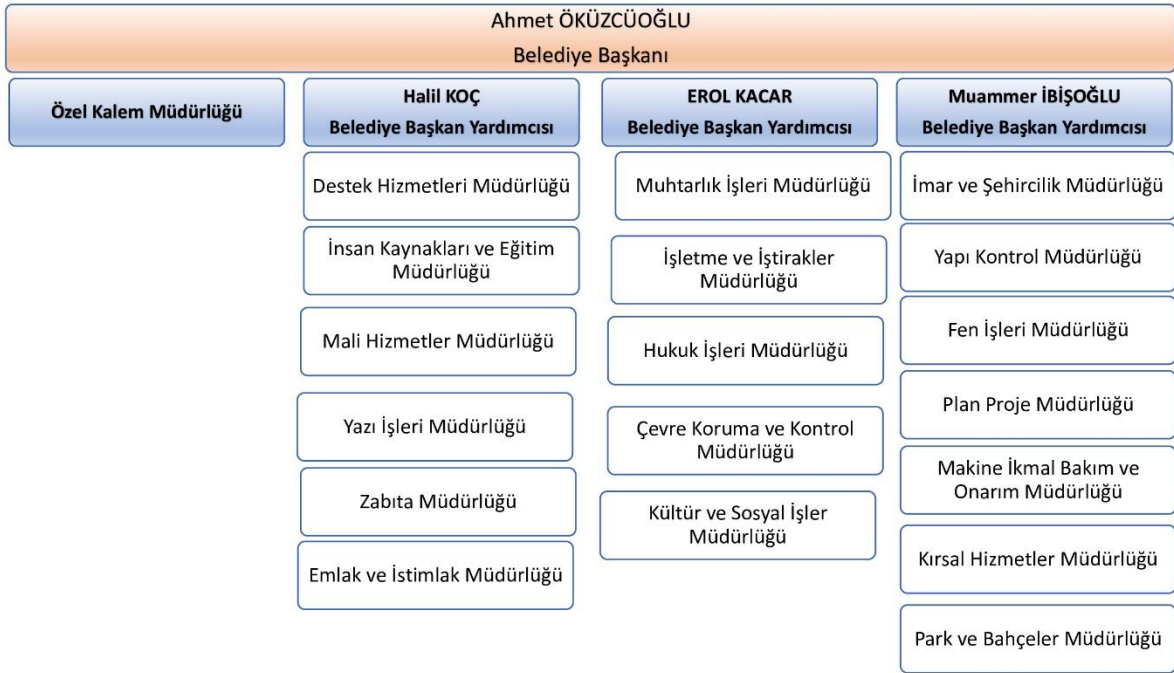 Ahmet ÖKÜZCÜOĞLU
Belediye Başkanı
Özel Kalem Müdürlüğü
Halil KOÇ
Belediye Başkan Yardımcısı
Destek Hizmetleri Müdürlüğü
İnsan Kaynakları ve Eğitim
Müdürlüğü
Mali Hizmetler Müdürlüğü
Yazı İşleri Müdürlüğü
Zabıta Müdürlüğü
Emlak ve İstimlak Müdürlüğü
EROL KACAR
Belediye Başkan Yardımcısı
Muhtarlık İşleri Müdürlüğü
İşletme ve İştirakler
Müdürlüğü
Hukuk İşleri Müdürlüğü
Çevre Koruma ve Kontrol
Müdürlüğü
Kültür ve Sosyal İşler
Müdürlüğü
Muammer İBİŞOĞLU
Belediye Başkan Yardımcısı
İmar ve Şehircilik Müdürlüğü
Yapı Kontrol Müdürlüğü
Fen İşleri Müdürlüğü
Plan Proje Müdürlüğü
Makine İkmal Bakım ve
Onarım Müdürlüğü
Kırsal Hizmetler Müdürlüğü
Park ve Bahçeler Müdürlüğü